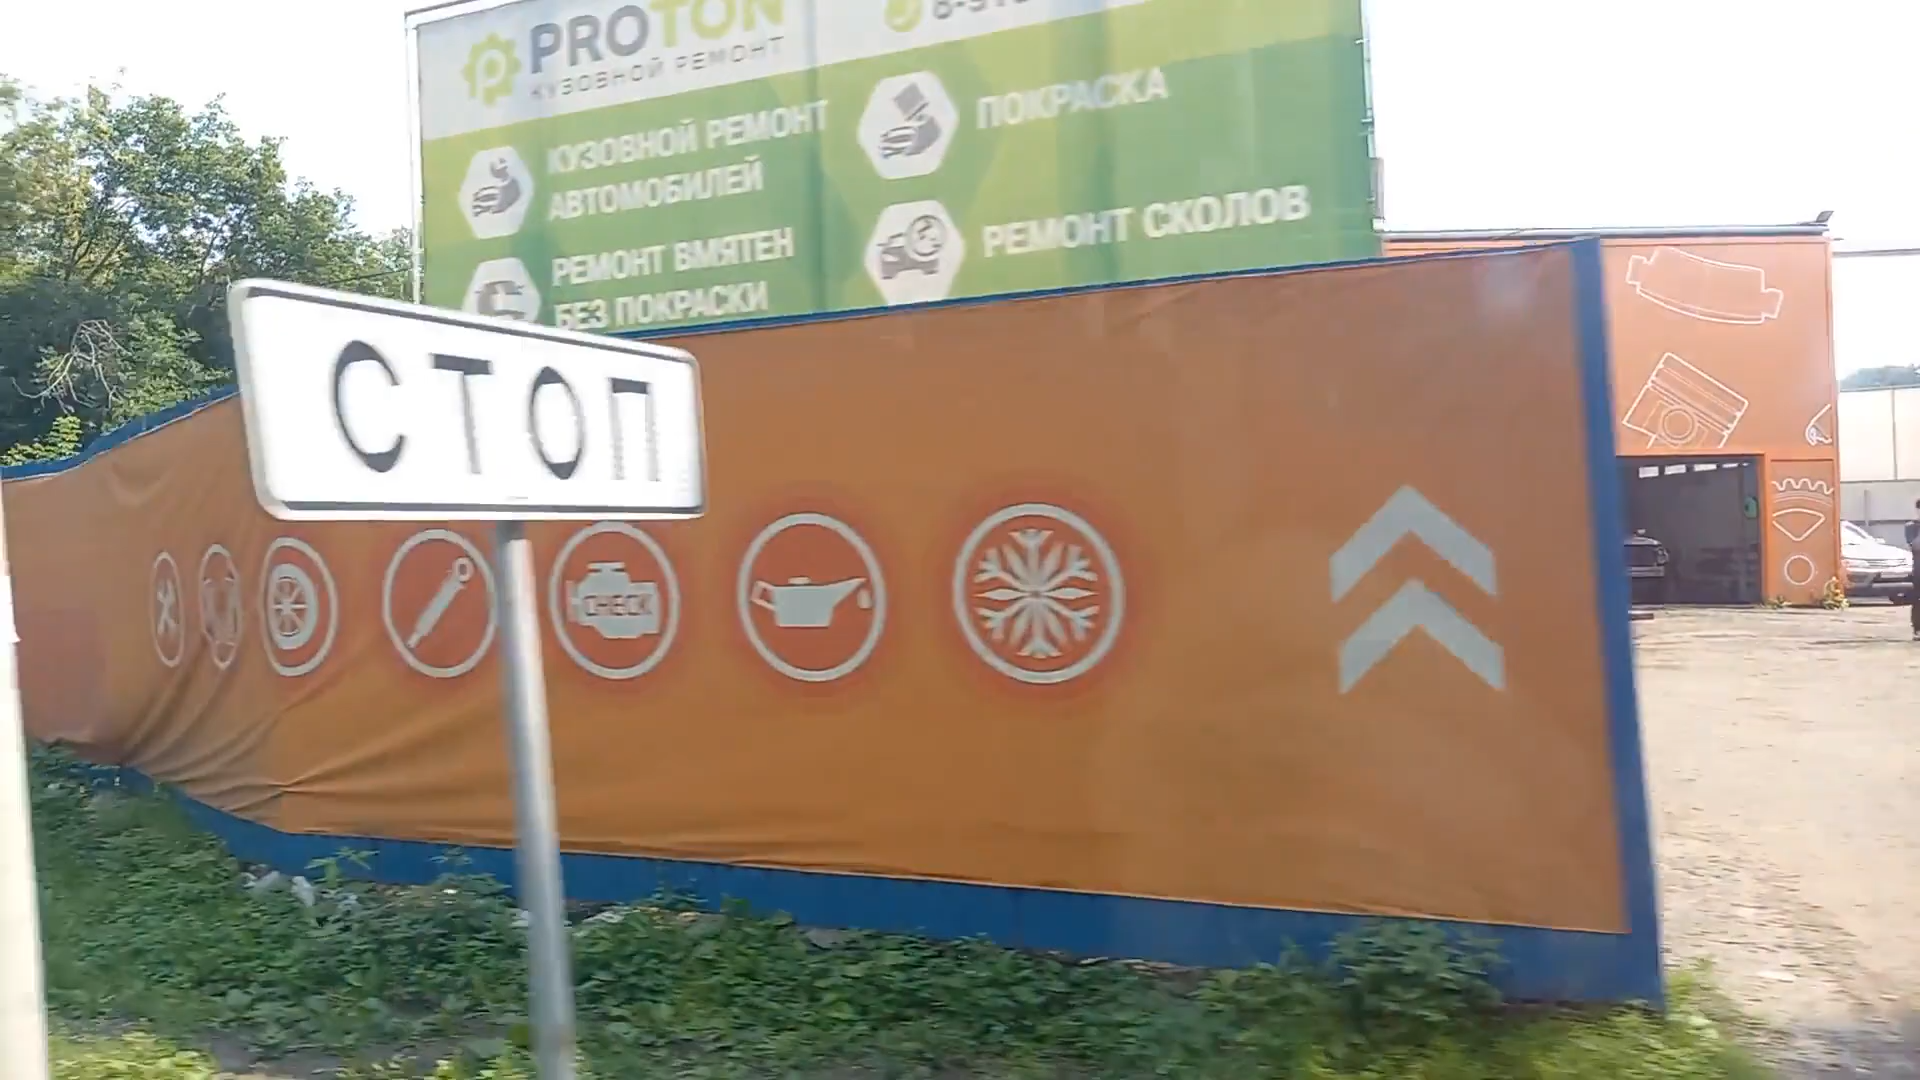 PROTON
КУЗОВНОЙ РЕМОНТ
КУЗОВНОЙ РЕМОНТ
АВТОМОБИЛЕЙ
ПОКРАСКА
РЕМОНТ ВМЯТЕН
БЕЗ ПОКРАСКИ
РЕМОНТ СКОЛОВ
СТОП
CHECK